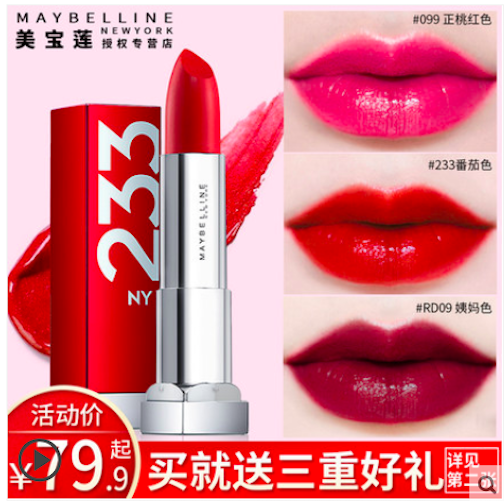 MAYBELLINE
NEW YORK
美宝莲 授权专营店
#099 正桃红色
233
NY
MAYBELLINE
NEW YORK
#233番茄色
#RD09 姨妈色
活动价
¥79.9起
买就送三重好礼
详见
第二张